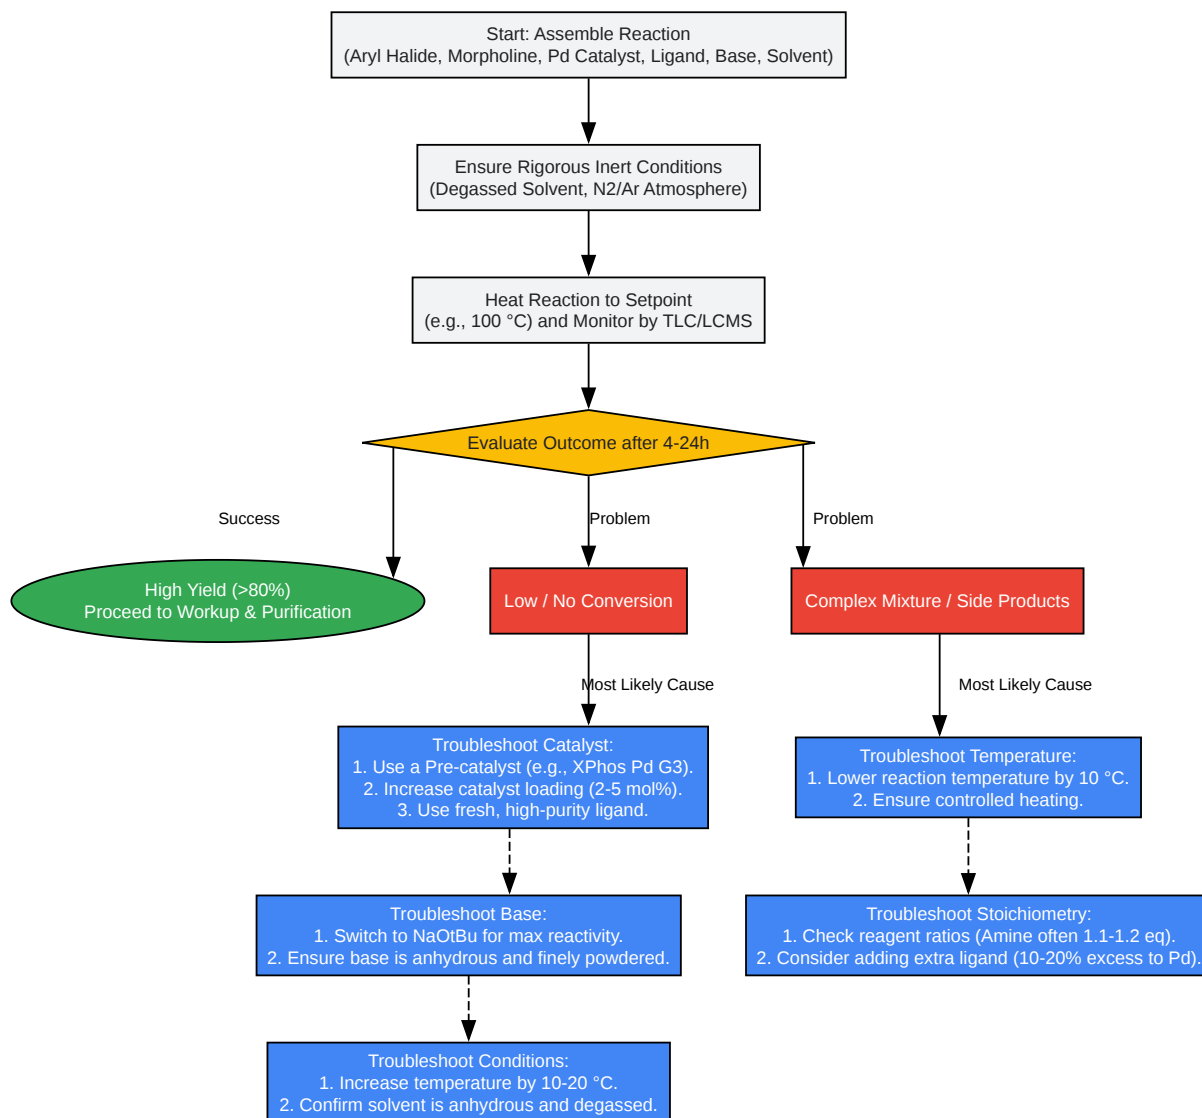 Start: Assemble Reaction
(Aryl Halide, Morpholine, Pd Catalyst, Ligand, Base, Solvent)
Ensure Rigorous Inert Conditions
(Degassed Solvent, N2/Ar Atmosphere)
Heat Reaction to Setpoint
(e.g., 100 °C) and Monitor by TLC/LCMS
Evaluate Outcome after 4-24h
Success
Problem
Problem
High Yield (>80%)
Proceed to Workup & Purification
Low / No Conversion
Complex Mixture / Side Products
Most Likely Cause
Most Likely Cause
Troubleshoot Catalyst:
1. Use a Pre-catalyst (e.g., XPhos Pd G3).
2. Increase catalyst loading (2-5 mol%).
3. Use fresh, high-purity ligand.
Troubleshoot Temperature:
1. Lower reaction temperature by 10 °C.
2. Ensure controlled heating.
Troubleshoot Base:
1. Switch to NaOtBu for max reactivity.
2. Ensure base is anhydrous and finely powdered.
Troubleshoot Stoichiometry:
1. Check reagent ratios (Amine often 1.1-1.2 eq).
2. Consider adding extra ligand (10-20% excess to Pd).
Troubleshoot Conditions:
1. Increase temperature by 10-20 °C.
2. Confirm solvent is anhydrous and degassed.